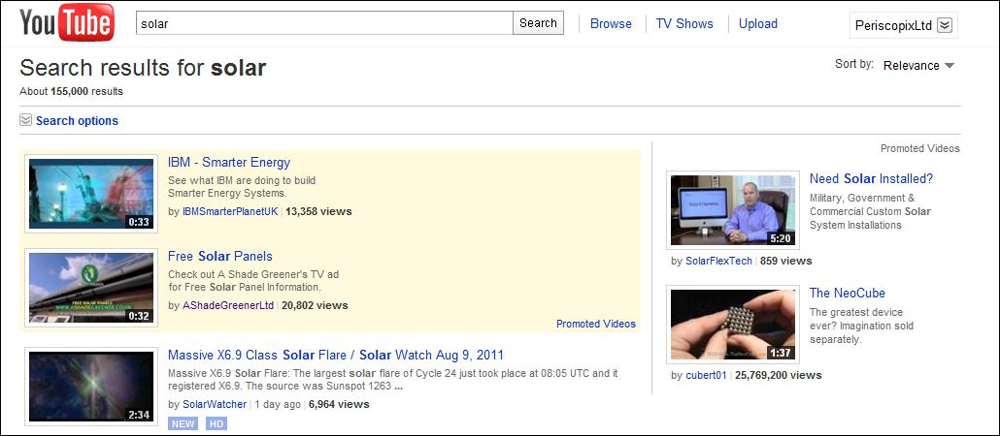 You Tube
solar
Search
Browse
TV Shows
Upload
PeriscopixLtd
Search results for solar
Sort by: Relevance
About 155,000 results
Search options
IBM - Smarter Energy
See what IBM are doing to build
Smarter Energy Systems.
by IBMSmarterPlanetUK | 13,358 views
0:33
Free Solar Panels
Check out A Shade Greener's TV ad
for Free Solar Panel Information.
by AShadeGreenerLtd | 20,802 views
FREE SOLAR PANELS
0:32
Promoted Videos
Massive X6.9 Class Solar Flare / Solar Watch Aug 9, 2011
Massive X6.9 Solar Flare: The largest solar flare of Cycle 24 just took place at 08:05 UTC and it
registered X6.9. The source was Sunspot 1263 ...
by SolarWatcher | 1 day ago | 6,964 views
2:34
NEW HD
Promoted Videos
Need Solar Installed?
Military, Government &
Commercial Custom Solar
System Installations
5:20
by SolarFlexTech | 859 views
The NeoCube
The greatest device
ever? Imagination sold
separately.
1:37
by cubert01 | 25,769,200 views